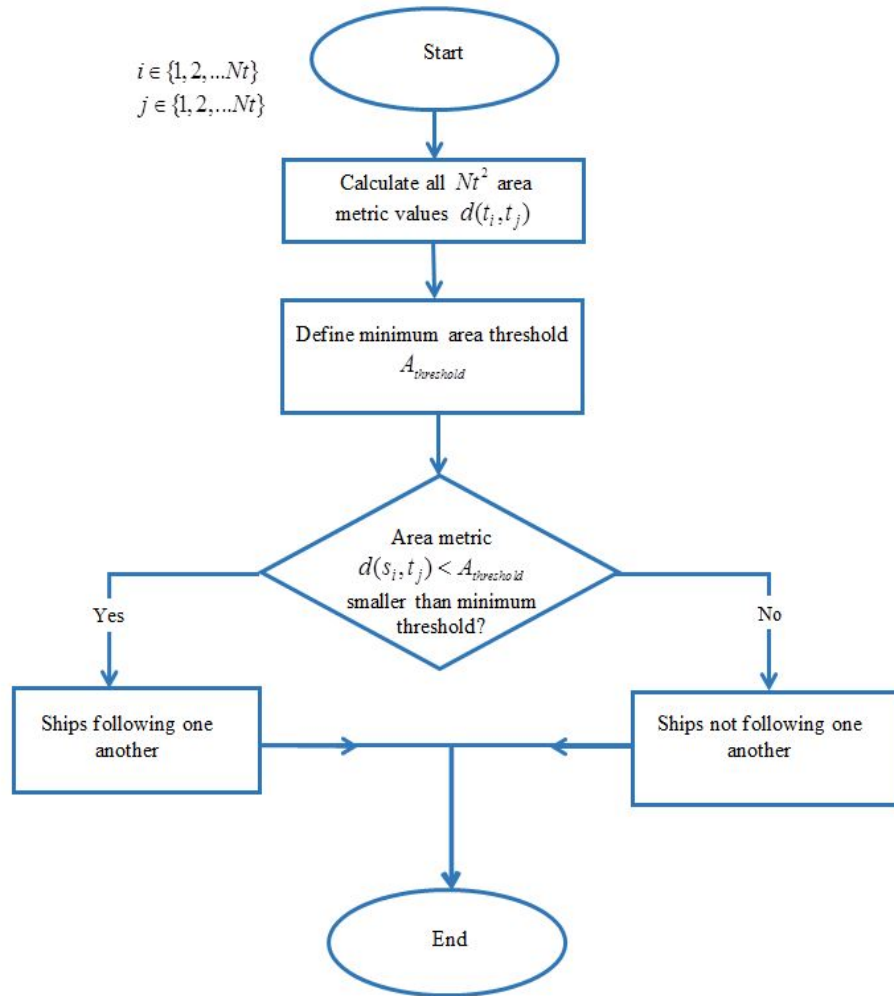 Start
i ∈ {1, 2, ...Nt}
j ∈ {1, 2, ...Nt}
Calculate all Nt² area
metric values d(tᵢ, tⱼ)
Define minimum area threshold
A_threshold
Area metric
d(sᵢ, tⱼ) < A_threshold
smaller than minimum
threshold?
Yes
No
Ships following one
another
Ships not following one
another
End